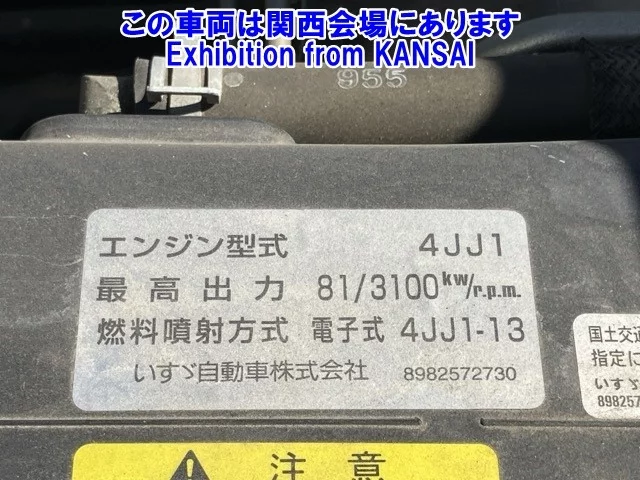 この車両は関西会場にあります
Exhibition from KANSAI
955
エンジン型式 4JJ1
最高出力 81/3100kW/r.p.m.
燃料噴射方式 電子式 4JJ1-13
いすゞ自動車株式会社 8982572730
国土交通
指定に
いすゞ
898257
注意